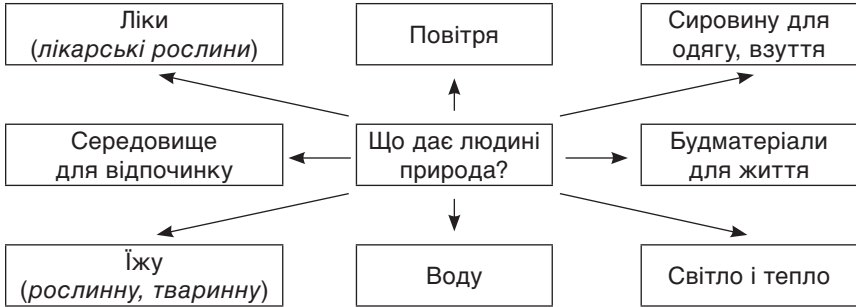 Ліки
(лікарські рослини)
Повітря
Сировину для
одягу, взуття
Середовище
для відпочинку
Що дає людині
природа?
Будматеріали
для життя
Їжу
(рослинну, тваринну)
Воду
Світло і тепло